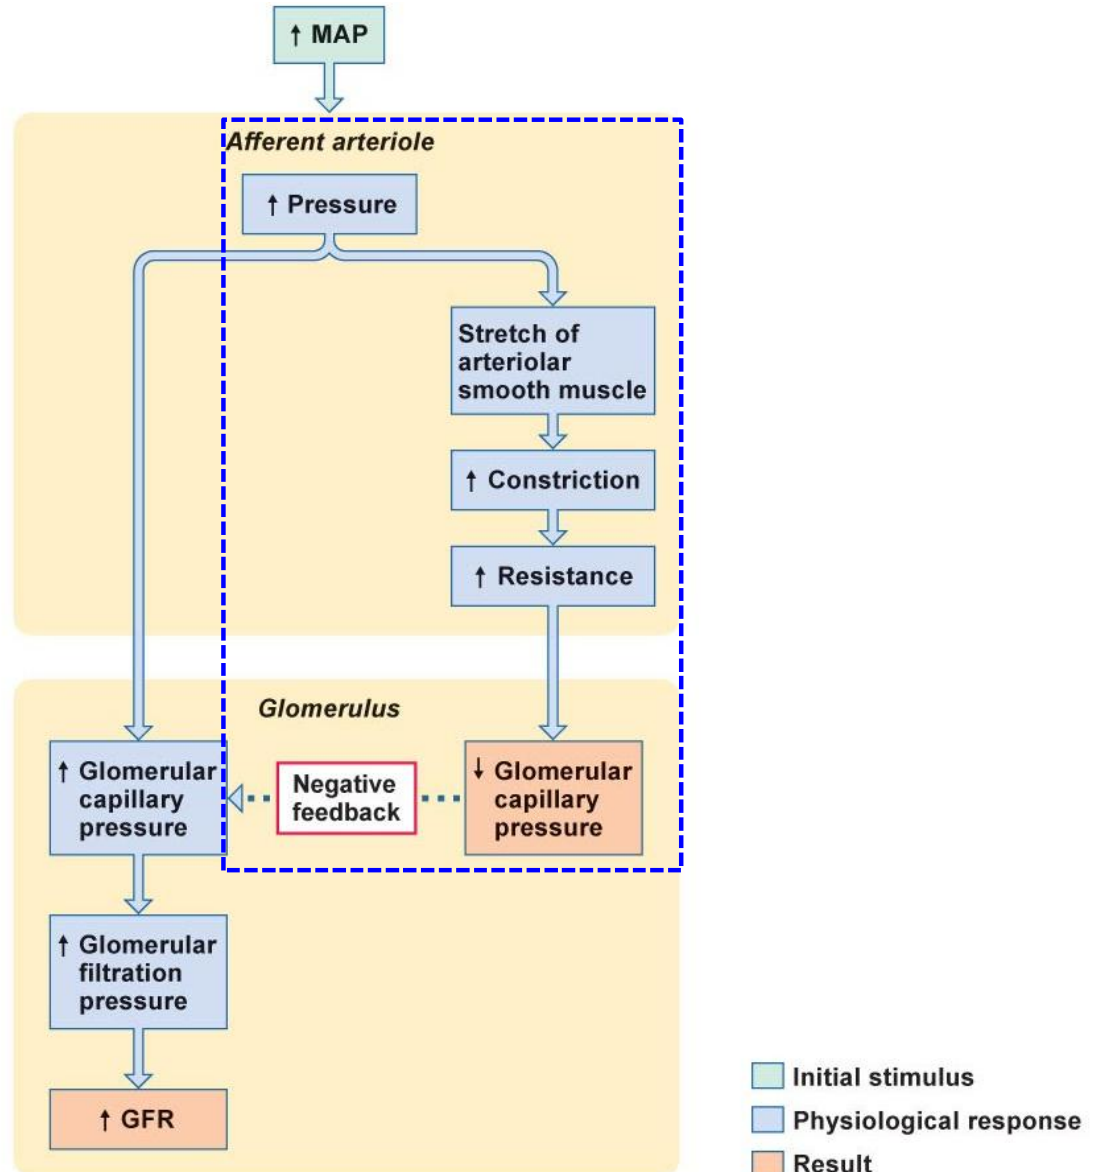 ↑ MAP
Afferent arteriole
↑ Pressure
Stretch of
arteriolar
smooth muscle
↑ Constriction
↑ Resistance
Glomerulus
↑ Glomerular
capillary
pressure
Negative
feedback
↓ Glomerular
capillary
pressure
↑ Glomerular
filtration
pressure
↑ GFR
Initial stimulus
Physiological response
Result